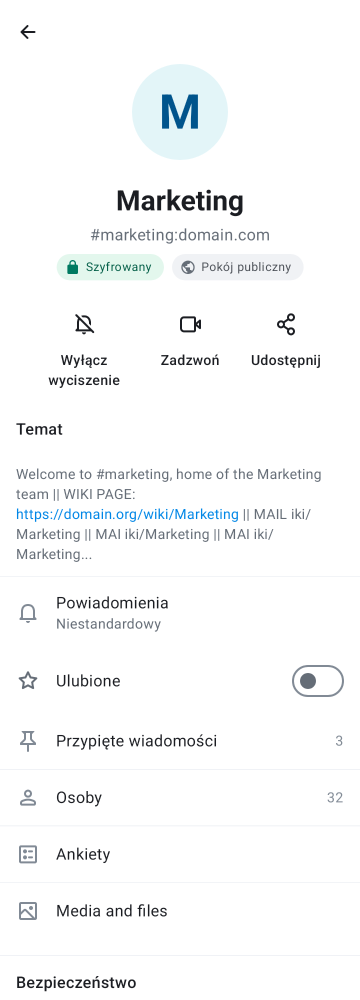 M
Marketing
#marketing:domain.com
Szyfrowany
Pokój publiczny
Wyłącz
wyciszenie
Zadzwoń
Udostępnij
Temat
Welcome to #marketing, home of the Marketing
team || WIKI PAGE:
https://domain.org/wiki/Marketing || MAIL iki/
Marketing || MAI iki/Marketing || MAI iki/
Marketing...
Powiadomienia
Niestandardowy
Ulubione
Przypięte wiadomości 3
Osoby 32
Ankiety
Media and files
Bezpieczeństwo